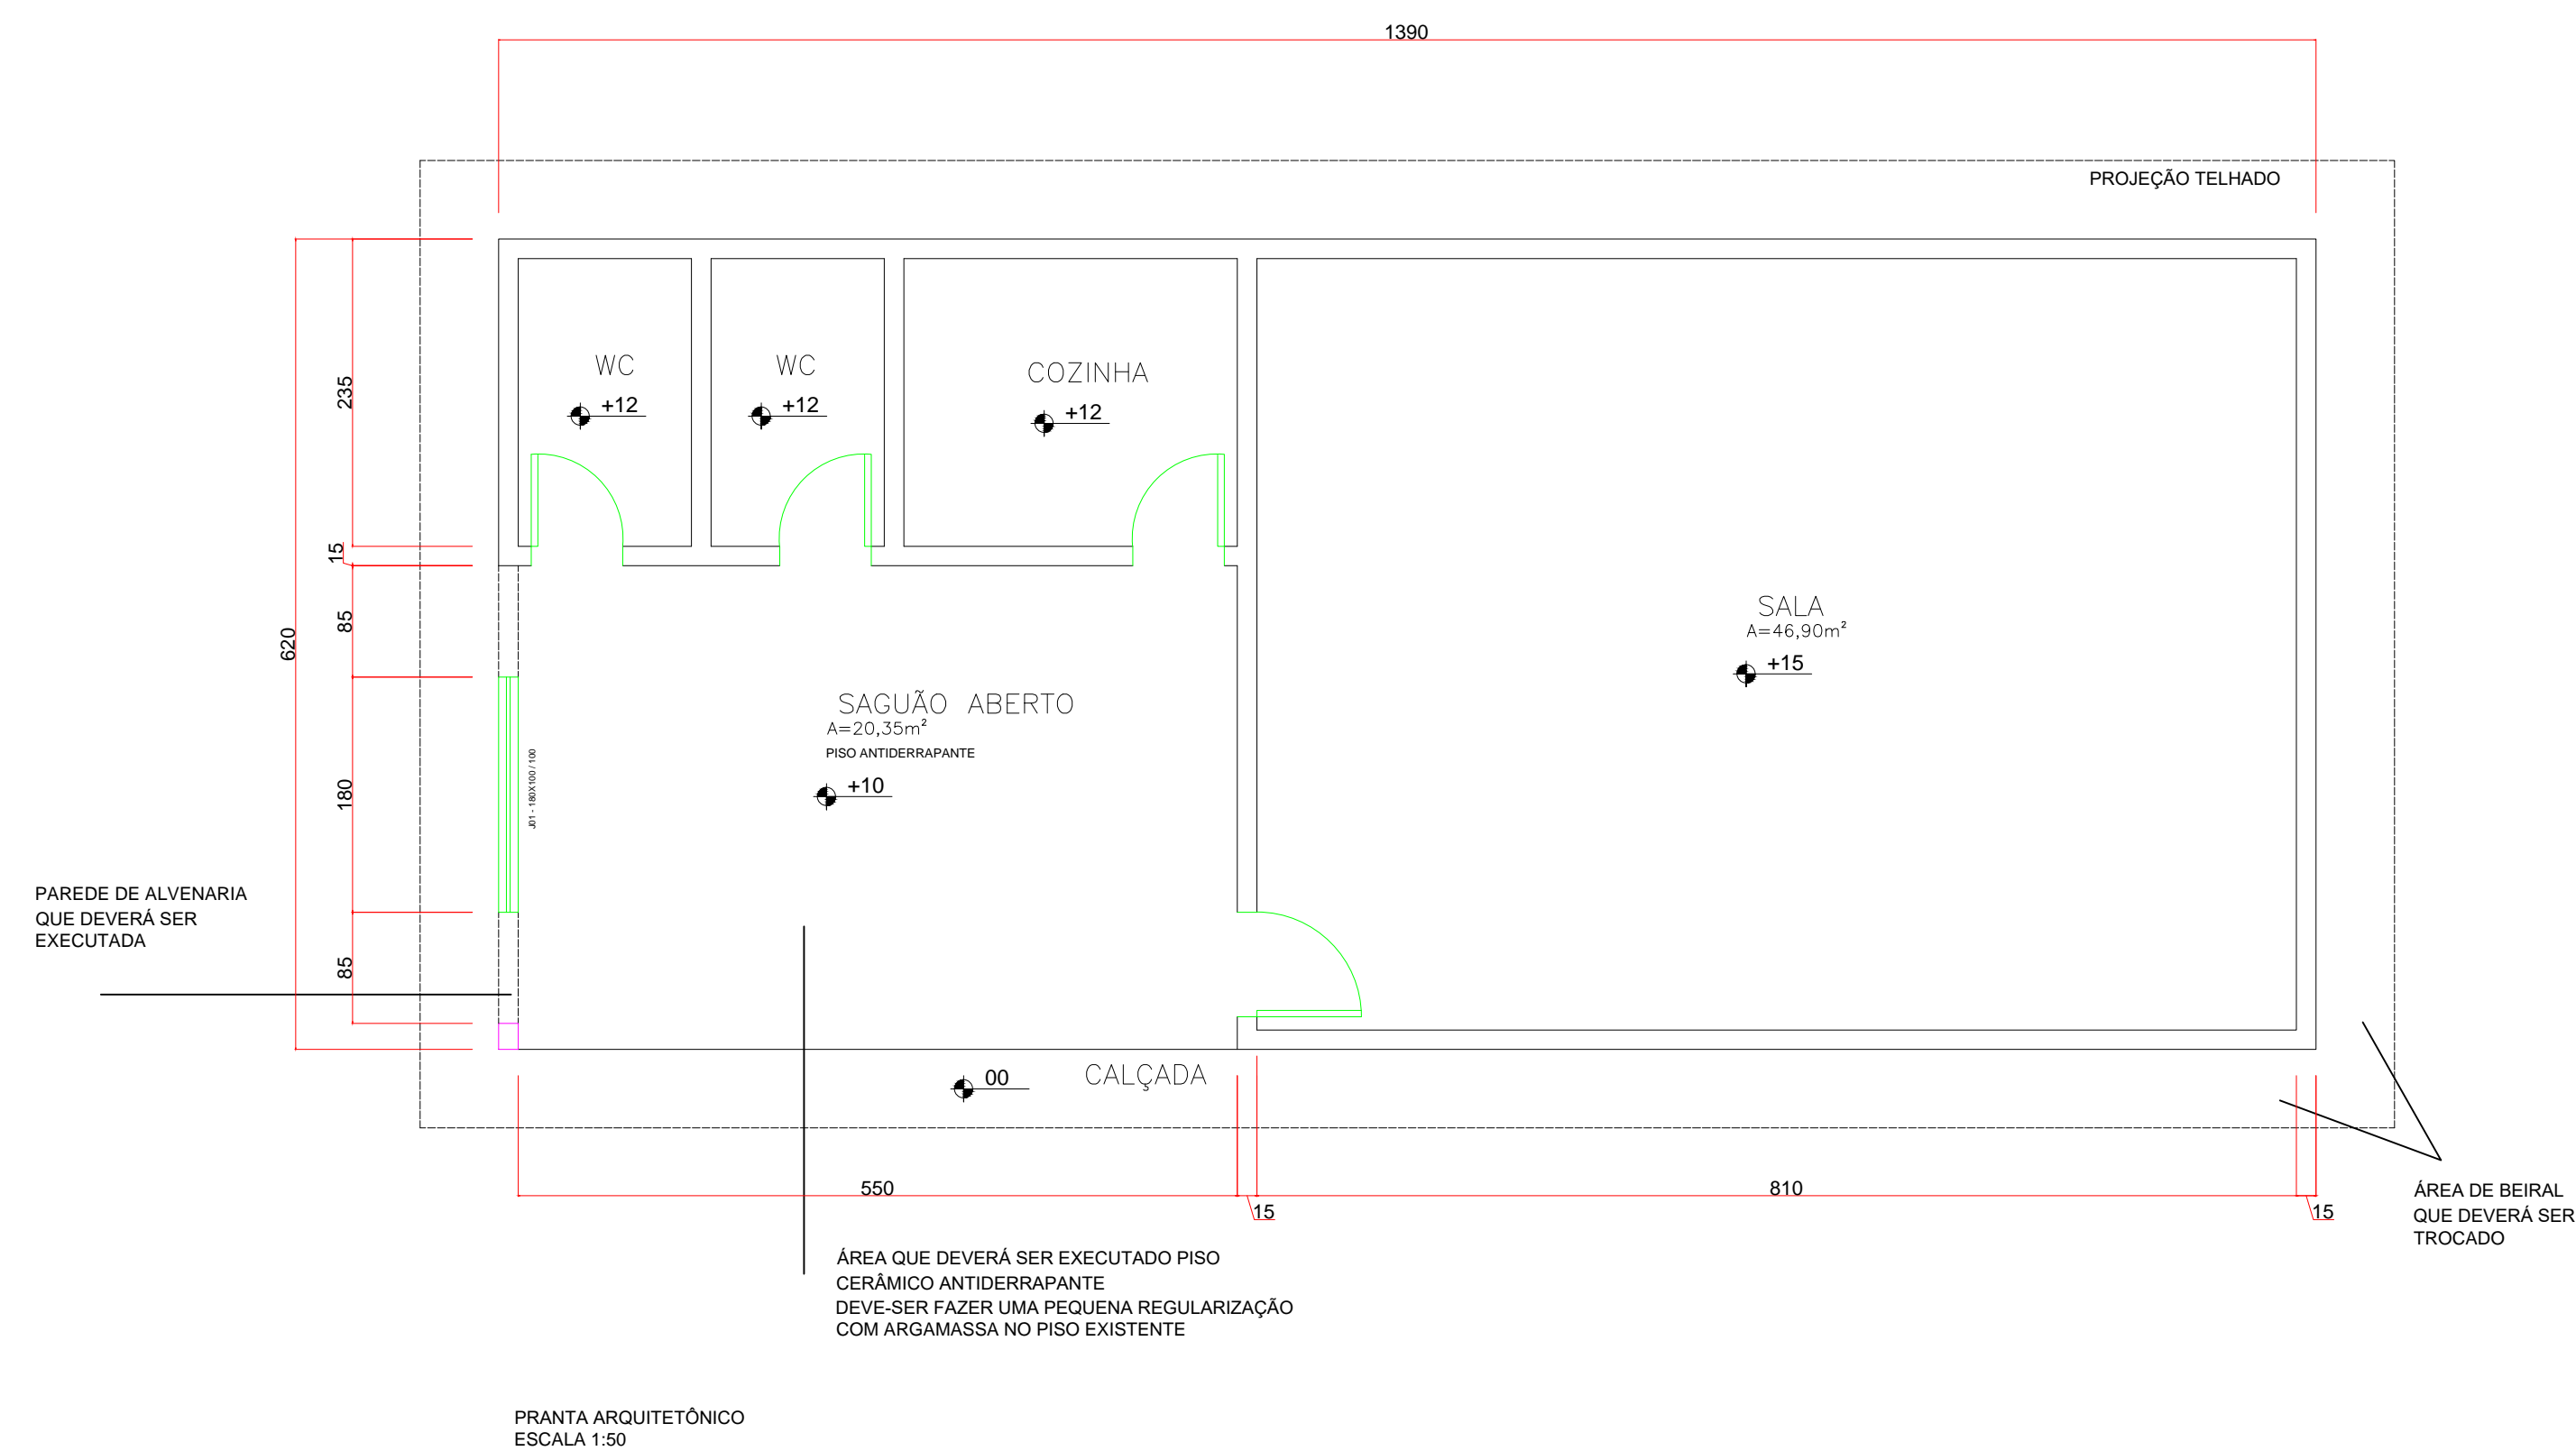 1390
PROJEÇÃO TELHADO
WC
+12
WC
+12
COZINHA
+12
235
15
85
620
180
85
SALA
A=46,90m²
+15
SAGUÃO ABERTO
A=20,35m²
PISO ANTIDERRAPANTE
+10
J01 - 180X100 / 100
PAREDE DE ALVENARIA
QUE DEVERÁ SER
EXECUTADA
00
CALÇADA
550
15
810
15
ÁREA DE BEIRAL
QUE DEVERÁ SER
TROCADO
ÁREA QUE DEVERÁ SER EXECUTADO PISO
CERÂMICO ANTIDERRAPANTE
DEVE-SER FAZER UMA PEQUENA REGULARIZAÇÃO
COM ARGAMASSA NO PISO EXISTENTE
PRANTA ARQUITETÔNICO
ESCALA 1:50